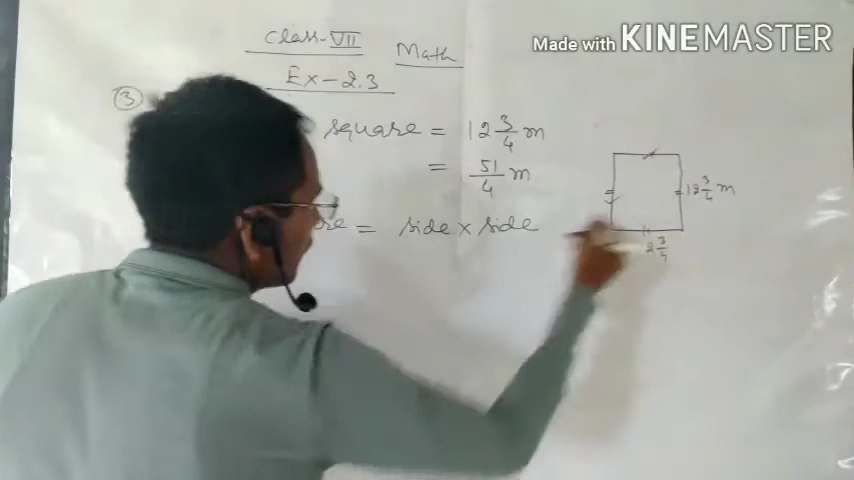 Made with KINEMASTER
Class-VII
Math
Ex-2.3
3
square = 12 3/4 m
= 51/4 m
= side × side
12 3/4 m
2 3/4